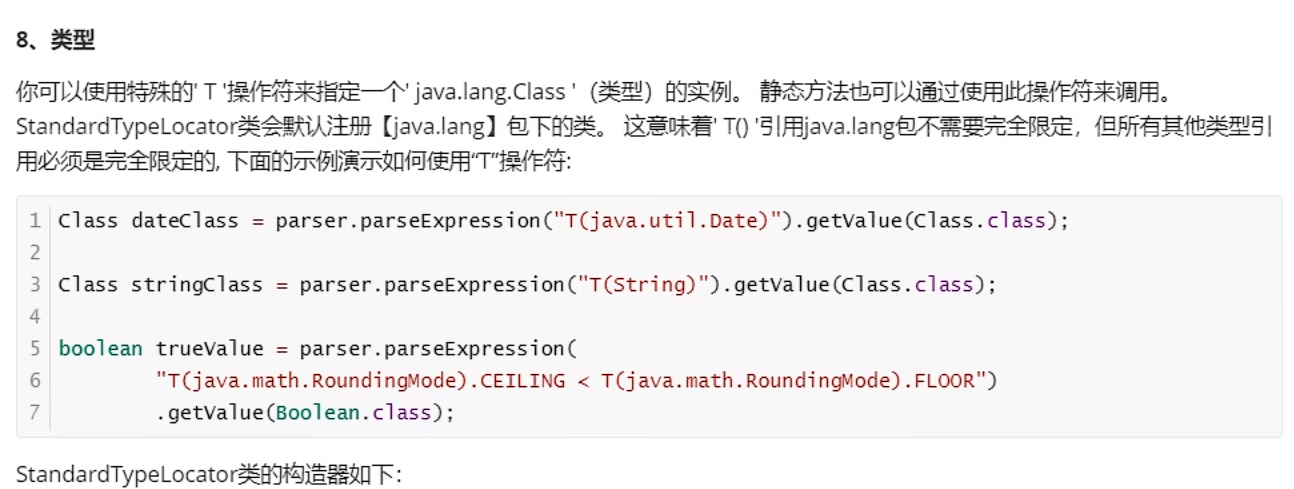 8、类型
你可以使用特殊的' T '操作符来指定一个' java.lang.Class '（类型）的实例。 静态方法也可以通过使用此操作符来调用。
StandardTypeLocator类会默认注册【java.lang】包下的类。 这意味着' T() '引用java.lang包不需要完全限定，但所有其他类型引
用必须是完全限定的, 下面的示例演示如何使用“T”操作符:
1 Class dateClass = parser.parseExpression("T(java.util.Date)").getValue(Class.class);
2
3 Class stringClass = parser.parseExpression("T(String)").getValue(Class.class);
4
5 boolean trueValue = parser.parseExpression(
6         "T(java.math.RoundingMode).CEILING < T(java.math.RoundingMode).FLOOR")
7         .getValue(Boolean.class);
StandardTypeLocator类的构造器如下：